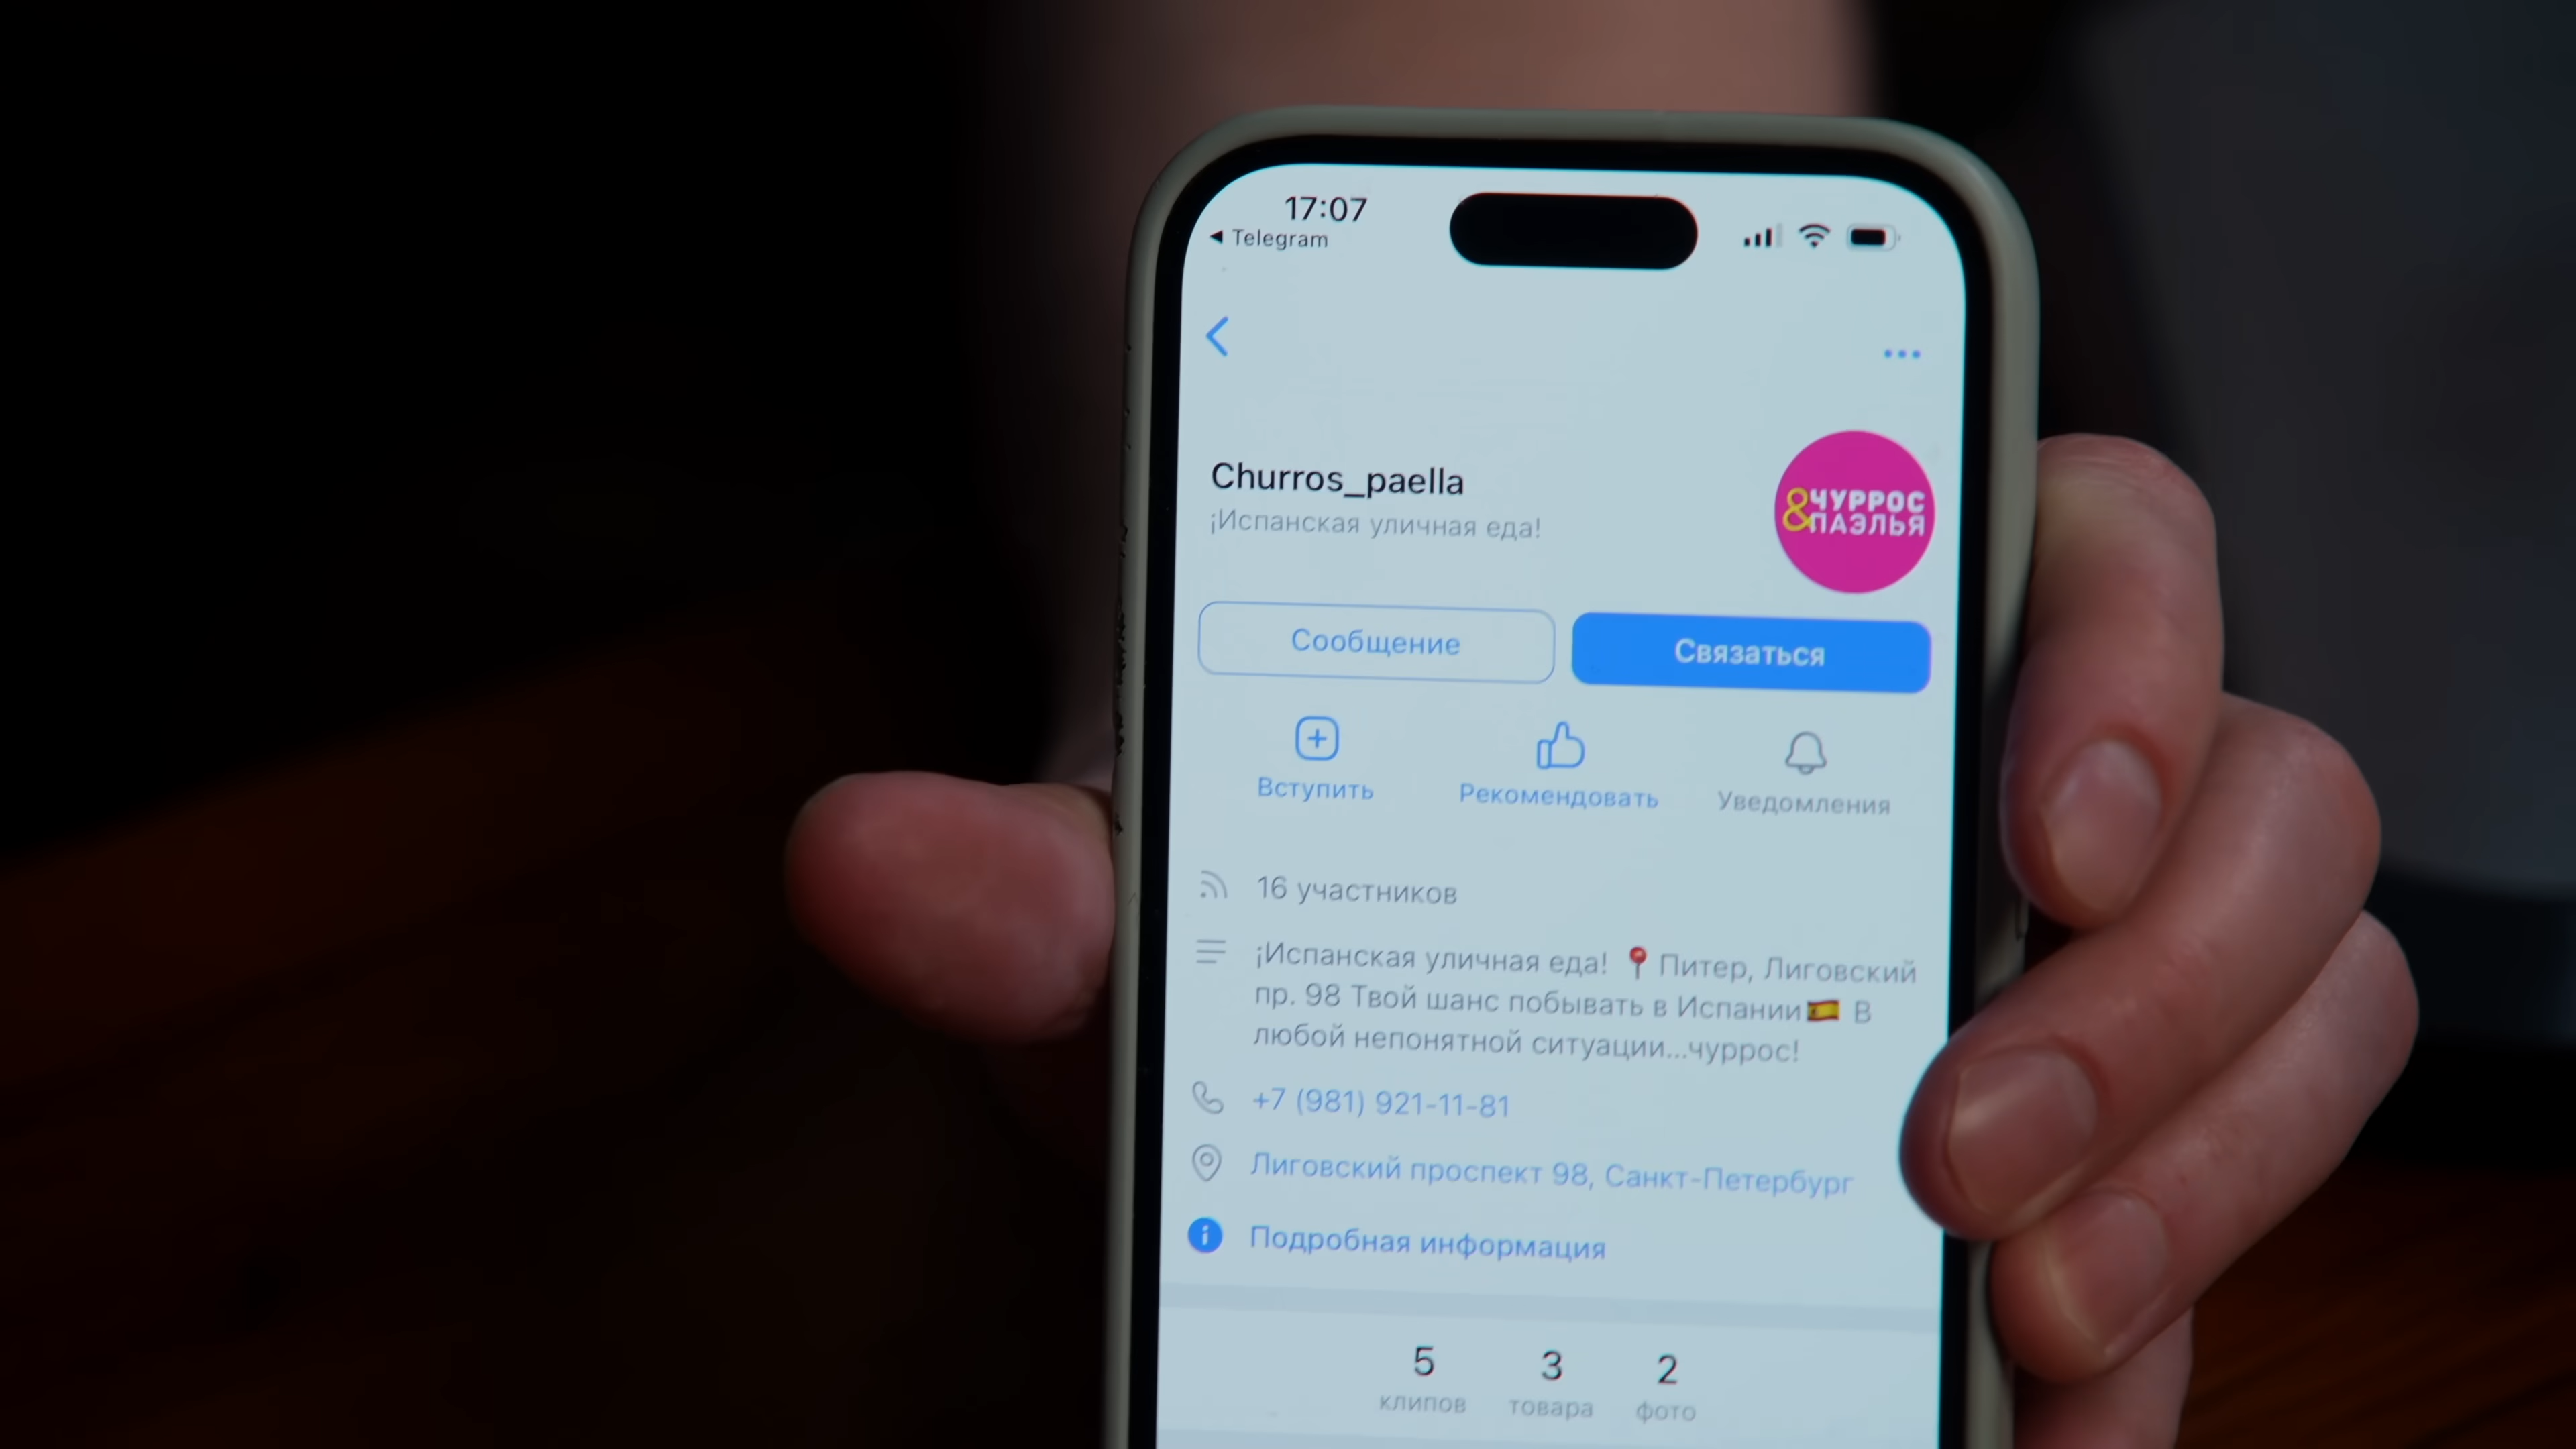 17:07
Telegram
Churros_paella
¡Испанская уличная еда!
&ЧУРРОС
ПАЭЛЬЯ
Сообщение
Связаться
Вступить
Рекомендовать
Уведомления
16 участников
¡Испанская уличная еда! 📍 Питер, Лиговский
пр. 98 Твой шанс побывать в Испании🇪🇸 В
любой непонятной ситуации...чуррос!
+7 (981) 921-11-81
Лиговский проспект 98, Санкт-Петербург
Подробная информация
5 3 2
клипов товара фото